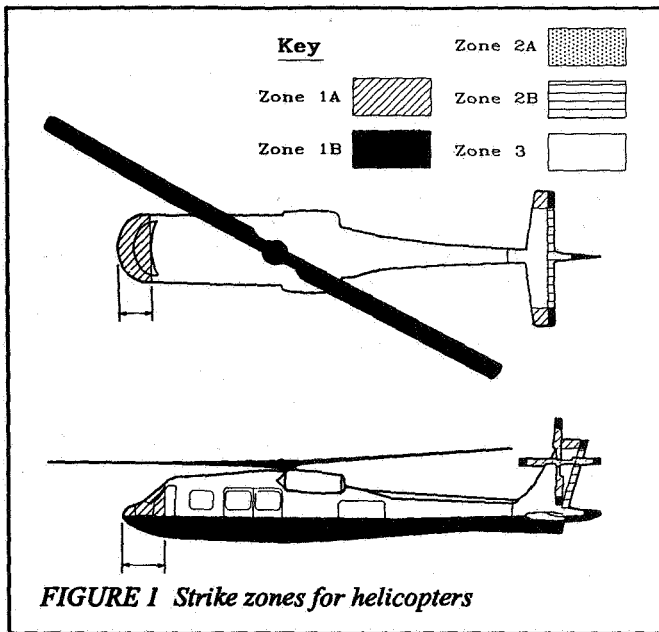 Key
Zone 1A
Zone 1B
Zone 2A
Zone 2B
Zone 3
FIGURE 1 Strike zones for helicopters